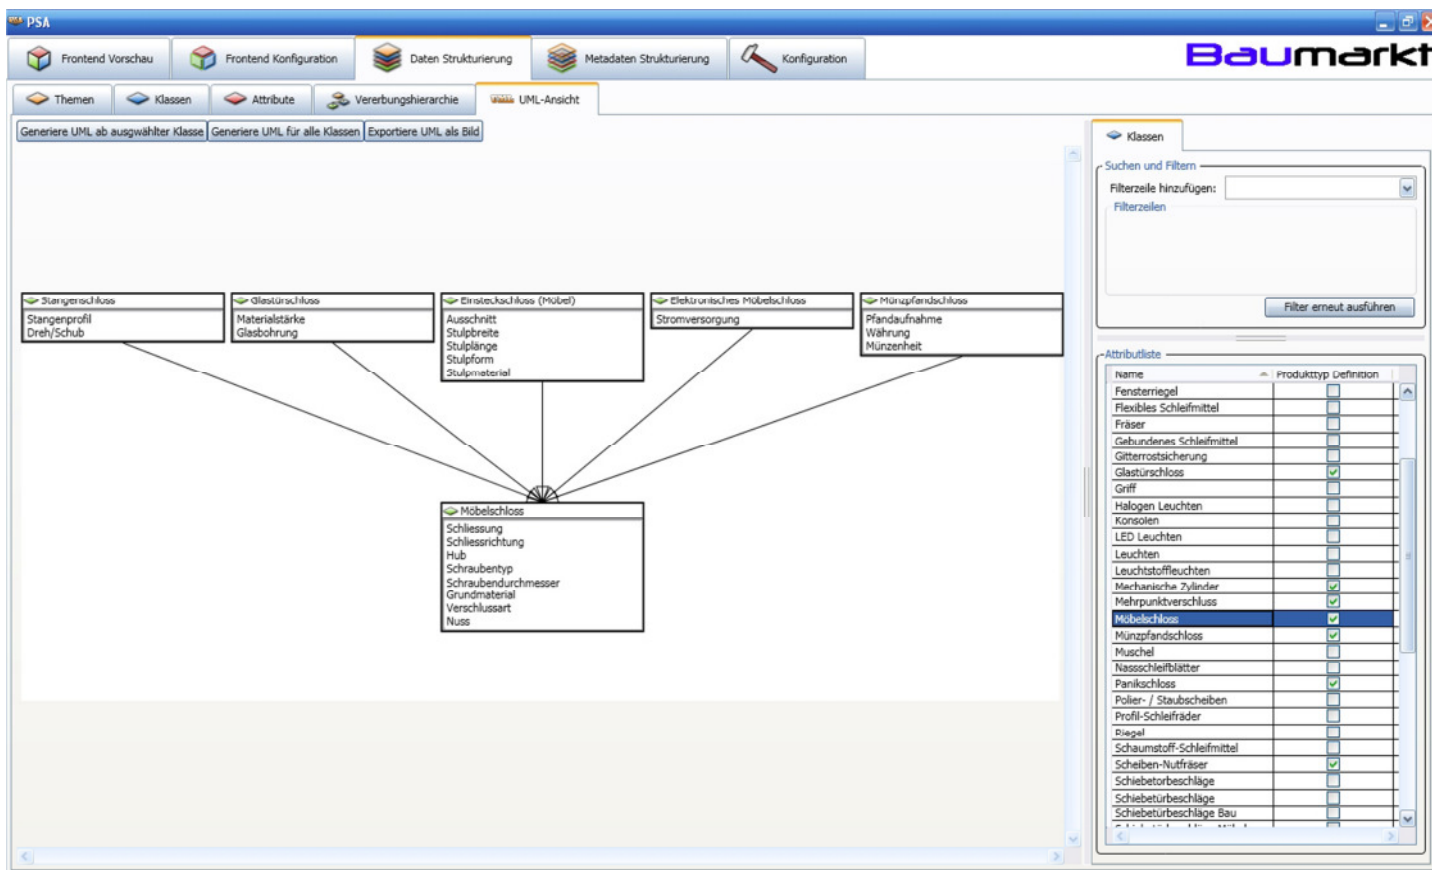 PSA
Frontend Vorschau
Frontend Konfiguration
Daten Strukturierung
Metadaten Strukturierung
Konfiguration
Baumarkt
Themen
Klassen
Attribute
Vererbungshierarchie
UML-Ansicht
Generiere UML ab ausgwählter Klasse
Generiere UML für alle Klassen
Exportiere UML als Bild
Stangenschloss
Stangenprofil
Dreh/Schub
Glastürschloss
Materialstärke
Glasbohrung
Einsteckschloss (Möbel)
Ausschnitt
Stulpbreite
Stulplänge
Stulpform
Stulpmaterial
Elektronisches Möbelschloss
Stromversorgung
Münzpfandschloss
Pfandaufnahme
Währung
Münzenheit
Möbelschloss
Schliessung
Schliessrichtung
Hub
Schraubentyp
Schraubendurchmesser
Grundmaterial
Verschlussart
Nuss
Klassen
Suchen und Filtern
Filterzeile hinzufügen:
Filterzeilen
Filter erneut ausführen
Attributliste
Name Produkttyp Definition
Fensterriegel
Flexibles Schleifmittel
Fräser
Gebundenes Schleifmittel
Gitterrostsicherung
Glastürschloss
Griff
Halogen Leuchten
Konsolen
LED Leuchten
Leuchten
Leuchtstoffleuchten
Mechanische Zylinder
Mehrpunktverschluss
Möbelschloss
Münzpfandschloss
Muschel
Nassschleifblätter
Panikschloss
Polier- / Staubscheiben
Profil-Schleifräder
Riegel
Schaumstoff-Schleifmittel
Scheiben-Nutfräser
Schiebetorbeschläge
Schiebetürbeschläge
Schiebetürbeschläge Bau